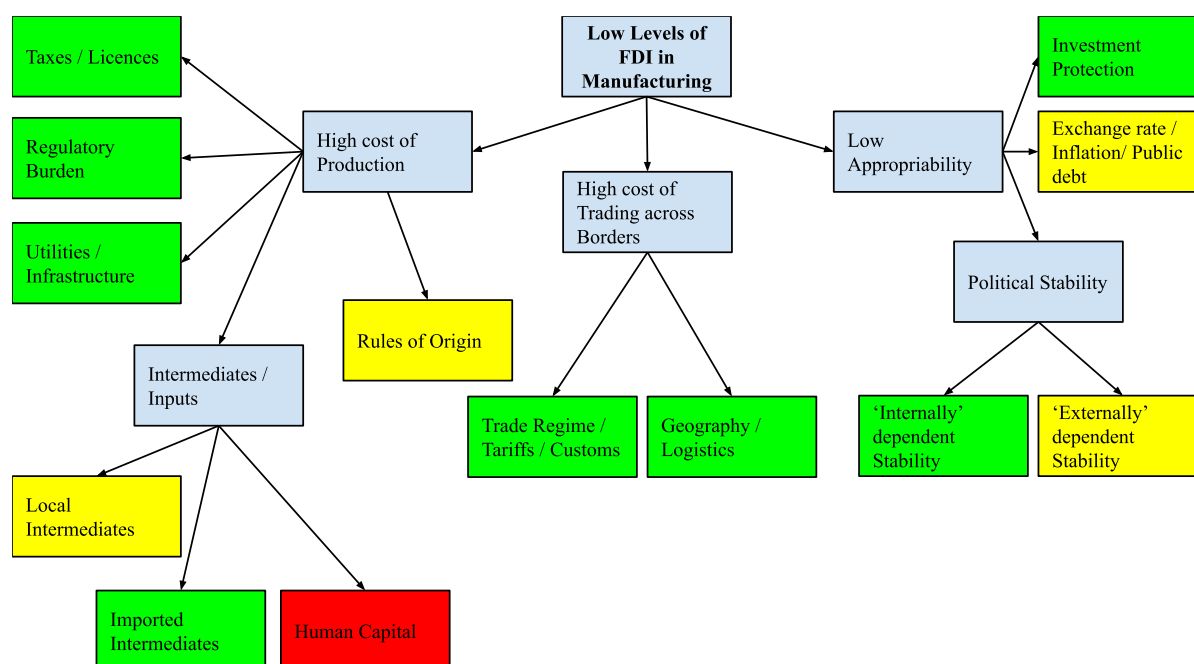 Low Levels of
FDI in
Manufacturing
Taxes / Licences
Investment
Protection
Regulatory
Burden
High cost of
Production
Low
Appropriability
Exchange rate /
Inflation/ Public
debt
High cost of
Trading across
Borders
Utilities /
Infrastructure
Political Stability
Rules of Origin
Intermediates /
Inputs
Trade Regime /
Tariffs / Customs
Geography /
Logistics
‘Internally’
dependent
Stability
‘Externally’
dependent
Stability
Local
Intermediates
Imported
Intermediates
Human Capital